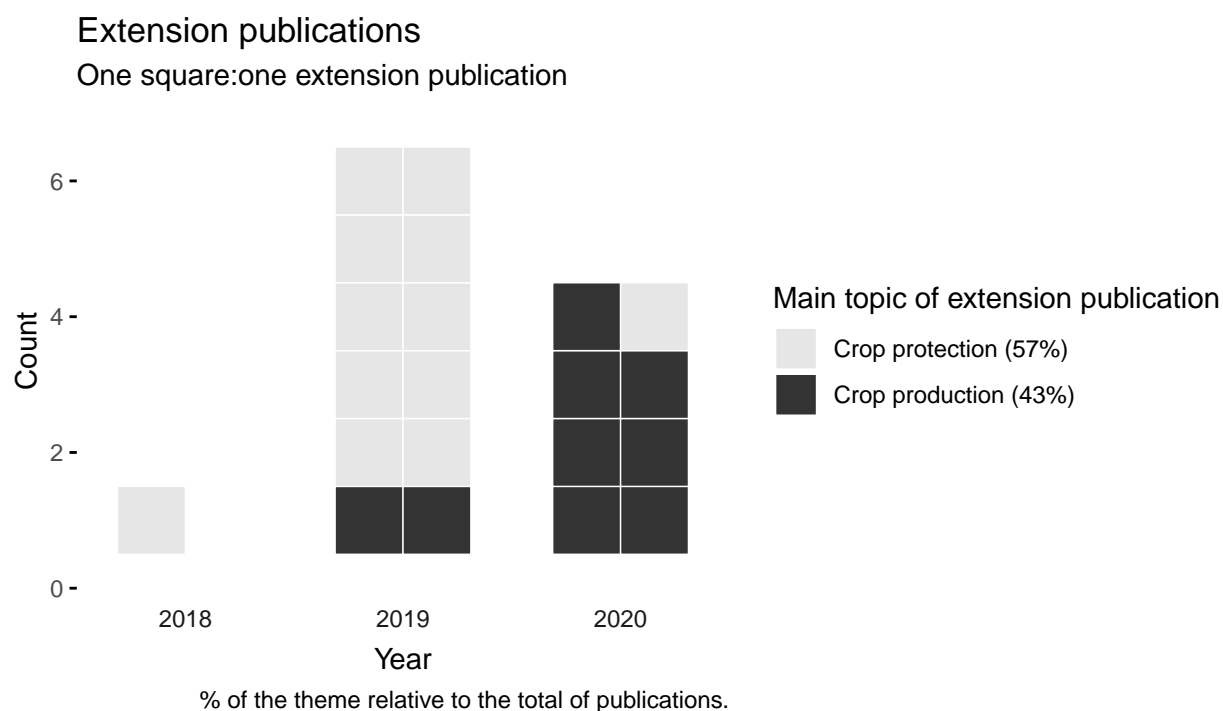 Extension publications
One square:one extension publication
6
4
2
0
Count
2018 2019 2020
Year
Main topic of extension publication
Crop protection (57%)
Crop production (43%)
% of the theme relative to the total of publications.